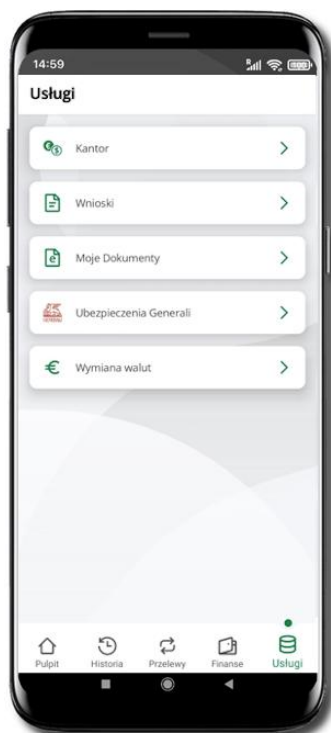 14:59
Usługi
Kantor
Wnioski
Moje Dokumenty
Ubezpieczenia Generali
Wymiana walut
Pulpit
Historia
Przelewy
Finanse
Usługi